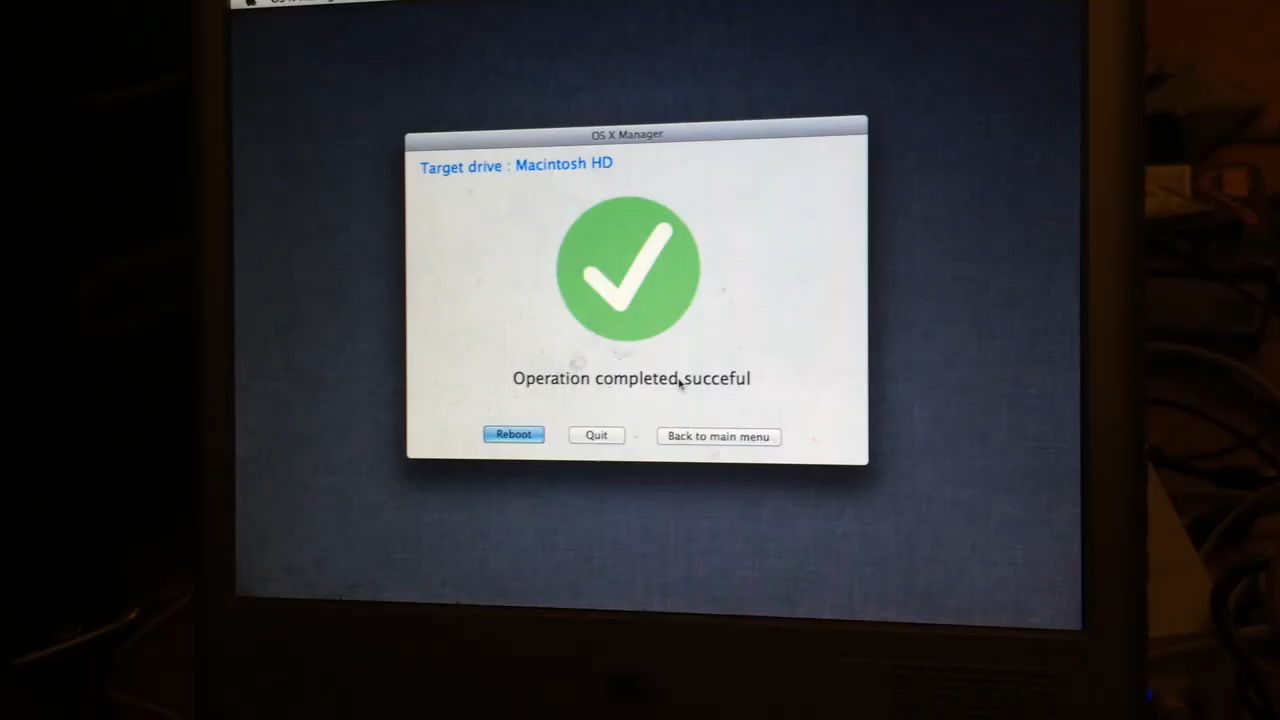 OS X Manager
Target drive : Macintosh HD
Operation completed succeful
Reboot
Quit
Back to main menu